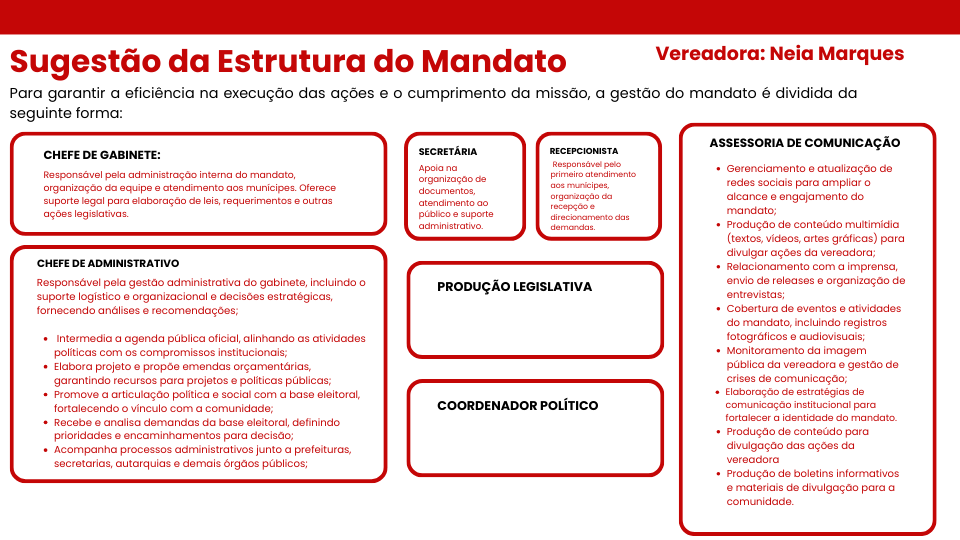 Sugestão da Estrutura do Mandato
Vereadora: Neia Marques
Para garantir a eficiência na execução das ações e o cumprimento da missão, a gestão do mandato é dividida da
seguinte forma:
CHEFE DE GABINETE:
Responsável pela administração interna do mandato,
organização da equipe e atendimento aos munícipes. Oferece
suporte legal para elaboração de leis, requerimentos e outras
ações legislativas.
CHEFE DE ADMINISTRATIVO
Responsável pela gestão administrativa do gabinete, incluindo o
suporte logístico e organizacional e decisões estratégicas,
fornecendo análises e recomendações;
• Intermedia a agenda pública oficial, alinhando as atividades
políticas com os compromissos institucionais;
• Elabora projeto e propõe emendas orçamentárias,
garantindo recursos para projetos e políticas públicas;
• Promove a articulação política e social com a base eleitoral,
fortalecendo o vínculo com a comunidade;
• Recebe e analisa demandas da base eleitoral, definindo
prioridades e encaminhamentos para decisão;
• Acompanha processos administrativos junto a prefeituras,
secretarias, autarquias e demais órgãos públicos;
SECRETÁRIA
Apoia na
organização de
documentos,
atendimento ao
público e suporte
administrativo.
RECEPCIONISTA
Responsável pelo
primeiro atendimento
aos munícipes,
organização da
recepção e
direcionamento das
demandas.
PRODUÇÃO LEGISLATIVA
COORDENADOR POLÍTICO
ASSESSORIA DE COMUNICAÇÃO
• Gerenciamento e atualização de
redes sociais para ampliar o
alcance e engajamento do
mandato;
• Produção de conteúdo multimídia
(textos, vídeos, artes gráficas) para
divulgar ações da vereadora;
• Relacionamento com a imprensa,
envio de releases e organização de
entrevistas;
• Cobertura de eventos e atividades
do mandato, incluindo registros
fotográficos e audiovisuais;
• Monitoramento da imagem
pública da vereadora e gestão de
crises de comunicação;
• Elaboração de estratégias de
comunicação institucional para
fortalecer a identidade do mandato.
• Produção de conteúdo para
divulgação das ações da
vereadora
• Produção de boletins informativos
e materiais de divulgação para a
comunidade.